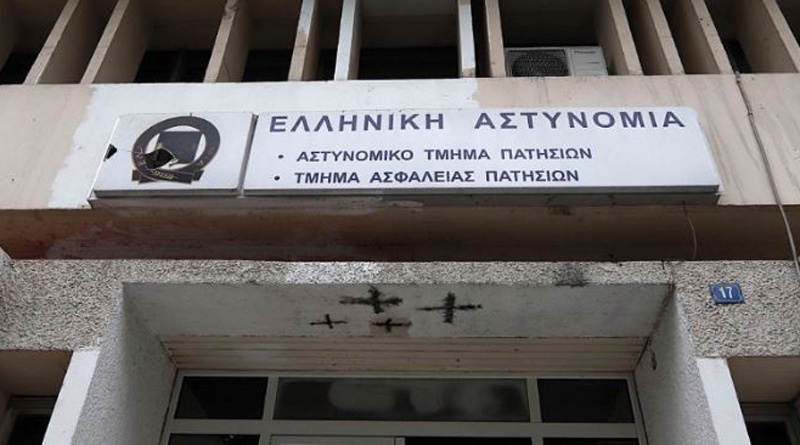 ΕΛΛΗΝΙΚΗ ΑΣΤΥΝΟΜΙΑ
• ΑΣΤΥΝΟΜΙΚΟ ΤΜΗΜΑ ΠΑΤΗΣΙΩΝ
• ΤΜΗΜΑ ΑΣΦΑΛΕΙΑΣ ΠΑΤΗΣΙΩΝ
17